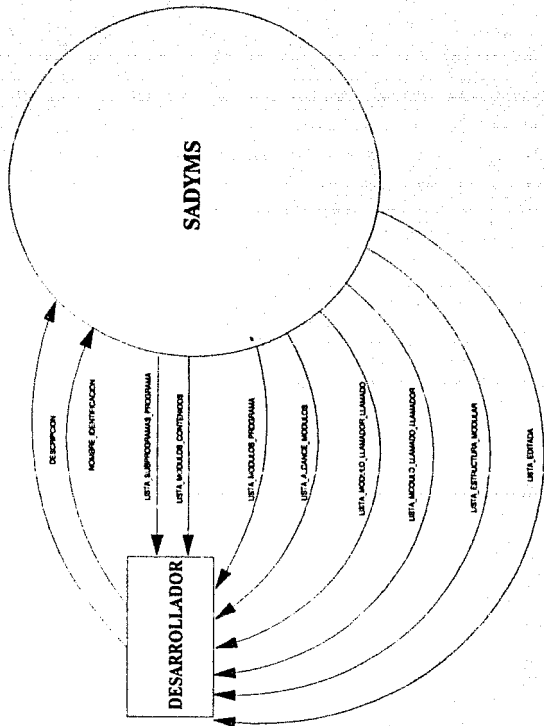 SADYMS
DESCRIPCION
NOMBRE_IDENTIFICACION
LISTA_SUBPROGRAMAS_PROGRAMA
LISTA_MODULOS_CONTENIDOS
LISTA_MODULOS_PROGRAMA
LISTA_ALCANCE_MODULOS
LISTA_MODULO_LLAMADOR_LLAMADO
LISTA_MODULO_LLAMADO_LLAMADOR
LISTA_ESTRUCTURA_MODULAR
LISTA_EDITADA
DESARROLLADOR